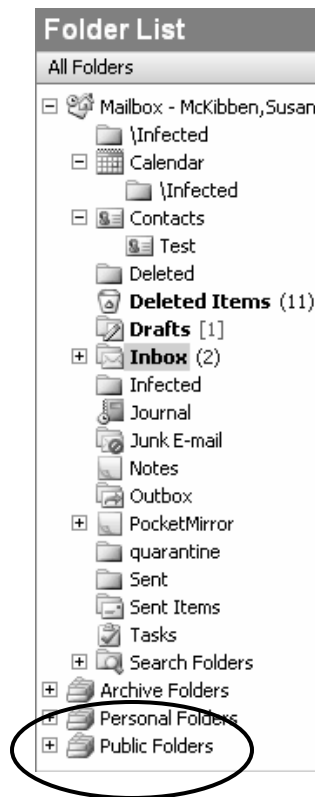 Folder List
All Folders
Mailbox - McKibben,Susan
\Infected
Calendar
\Infected
Contacts
Test
Deleted
Deleted Items (11)
Drafts [1]
Inbox (2)
Infected
Journal
Junk E-mail
Notes
Outbox
PocketMirror
quarantine
Sent
Sent Items
Tasks
Search Folders
Archive Folders
Personal Folders
Public Folders